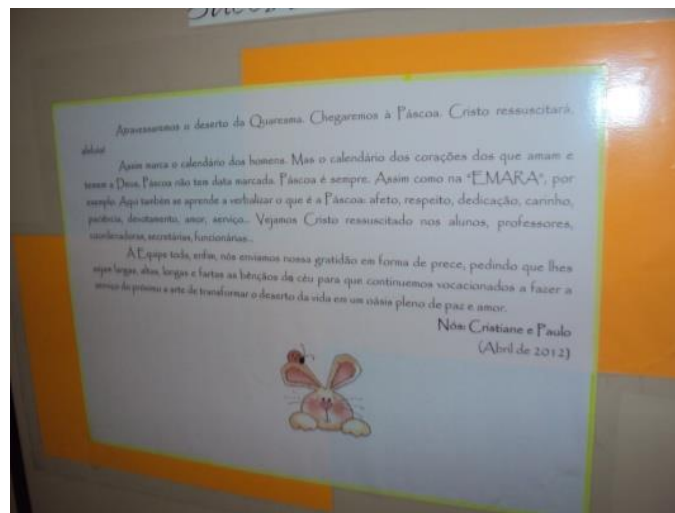 Atravessaremos o deserto da Quaresma. Chegaremos à Páscoa. Cristo ressuscitará,
aleluia!
Assim marca o calendário dos homens. Mas o calendário dos corações dos que amam e
temem a Deus, Páscoa não tem data marcada. Páscoa é sempre. Assim como na "EMARA", por
exemplo. Aqui também se aprende a verbalizar o que é a Páscoa: afeto, respeito, dedicação, carinho,
paciência, devotamento, amor, serviço... Vejamos Cristo ressuscitado nos alunos, professores,
coordenadoras, secretárias, funcionárias...
À Equipe toda, enfim, nós enviamos nossa gratidão em forma de prece, pedindo que lhes
sejas largas, altas, longas e fartas as bênçãos do céu para que continuemos vocacionados a fazer a
serviço do próximo a arte de transformar o deserto da vida em um oásis pleno de paz e amor.
Nós: Cristiane e Paulo
(Abril de 2012)